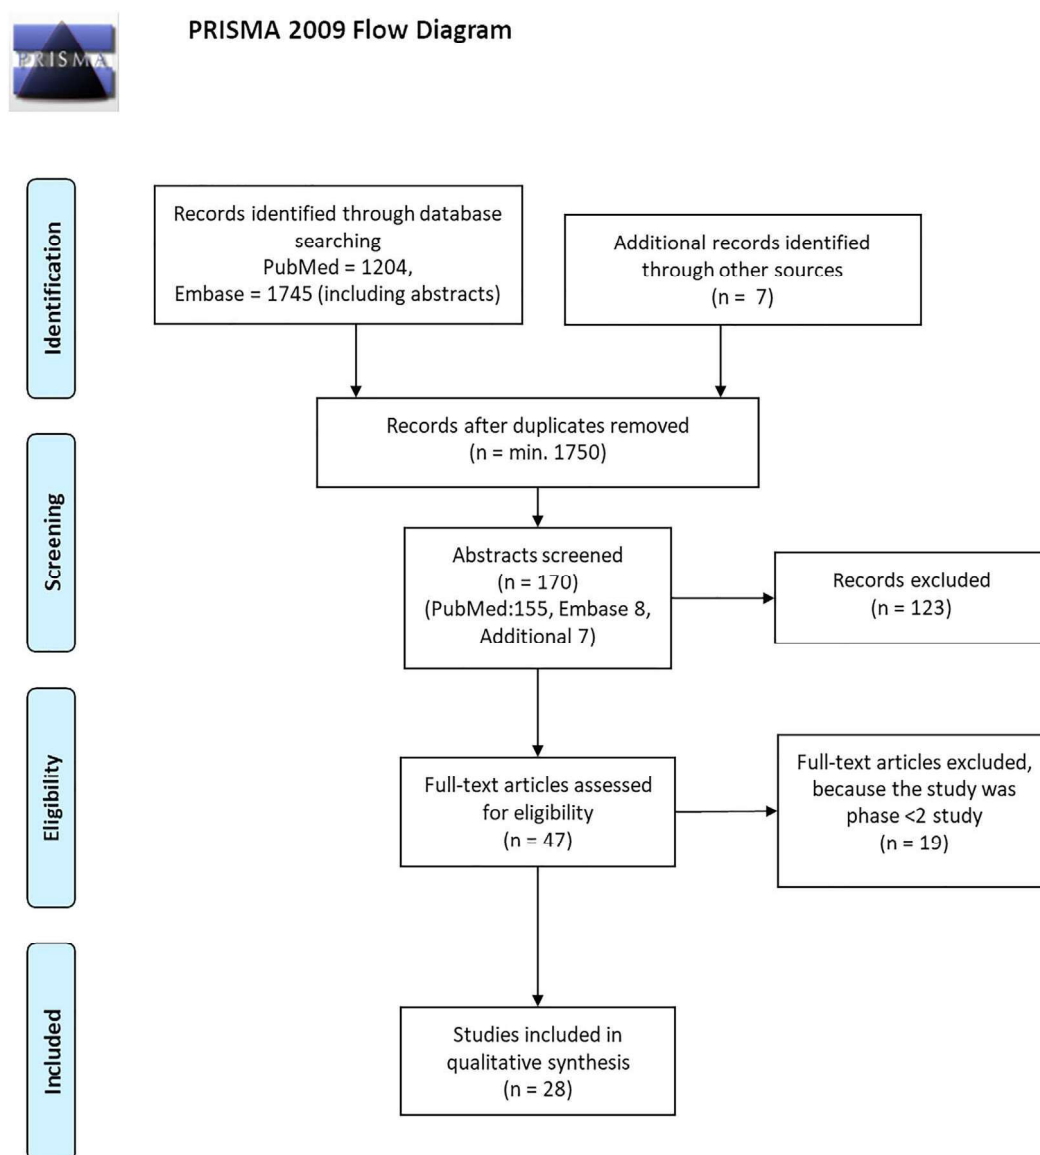 PRISMA
PRISMA 2009 Flow Diagram
Identification
Records identified through database
searching
PubMed = 1204,
Embase = 1745 (including abstracts)
Additional records identified
through other sources
(n = 7)
Records after duplicates removed
(n = min. 1750)
Screening
Abstracts screened
(n = 170)
(PubMed:155, Embase 8,
Additional 7)
Records excluded
(n = 123)
Eligibility
Full-text articles assessed
for eligibility
(n = 47)
Full-text articles excluded,
because the study was
phase <2 study
(n = 19)
Included
Studies included in
qualitative synthesis
(n = 28)